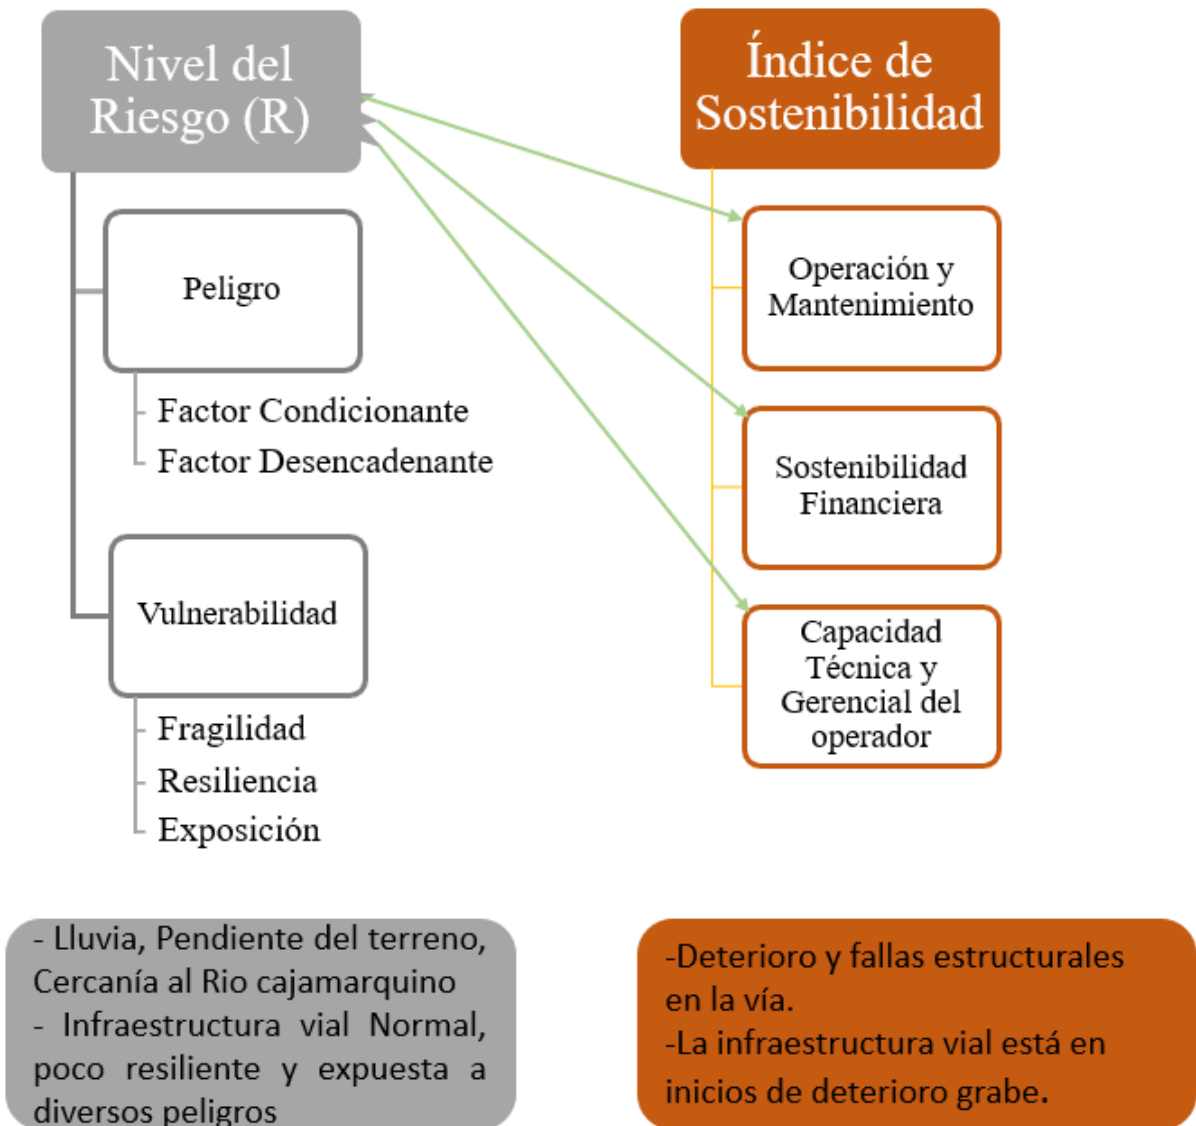 Nivel del
Riesgo (R)
Peligro
- Factor Condicionante
- Factor Desencadenante
Vulnerabilidad
- Fragilidad
- Resiliencia
- Exposición
Índice de
Sostenibilidad
Operación y
Mantenimiento
Sostenibilidad
Financiera
Capacidad
Técnica y
Gerencial del
operador
- Lluvia, Pendiente del terreno,
Cercanía al Rio cajamarquino
- Infraestructura vial Normal,
poco resiliente y expuesta a
diversos peligros
-Deterioro y fallas estructurales
en la vía.
-La infraestructura vial está en
inicios de deterioro grabe.